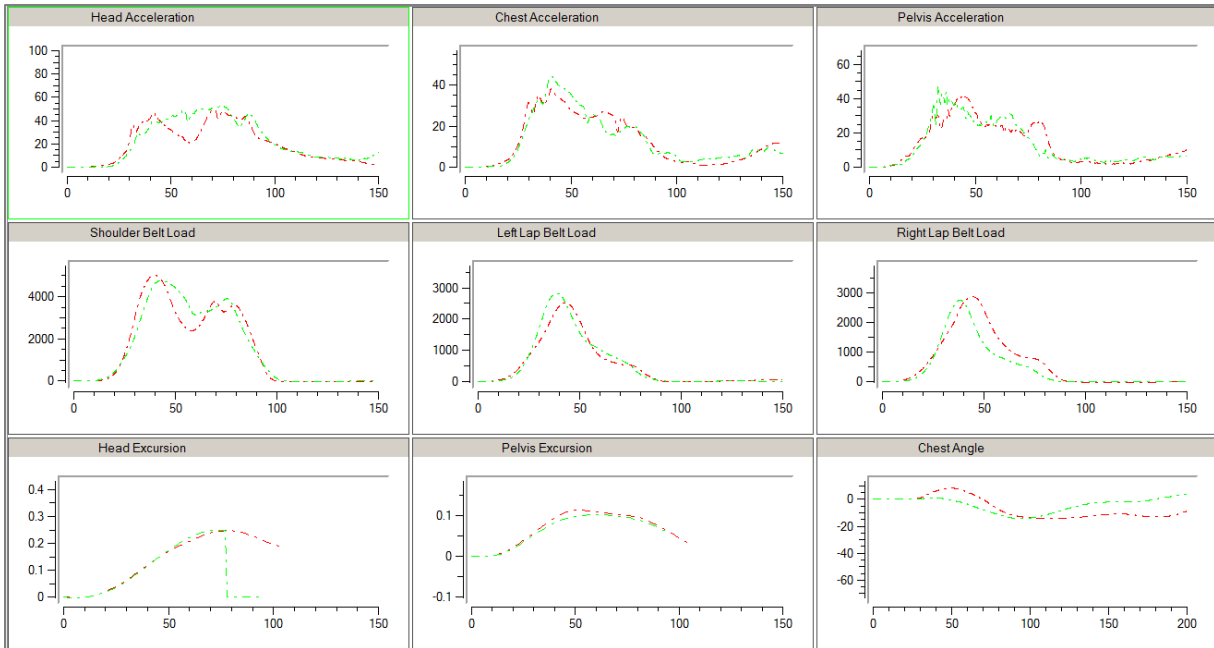 Head Acceleration
100
80
60
40
20
0
0 50 100 150
Chest Acceleration
40
20
0
0 50 100 150
Pelvis Acceleration
60
40
20
0
0 50 100 150
Shoulder Belt Load
4000
2000
0
0 50 100 150
Left Lap Belt Load
3000
2000
1000
0
0 50 100 150
Right Lap Belt Load
3000
2000
1000
0
0 50 100 150
Head Excursion
0.4
0.3
0.2
0.1
0
0 50 100 150
Pelvis Excursion
0.1
0
-0.1
0 50 100 150
Chest Angle
0
-20
-40
-60
0 50 100 150 200